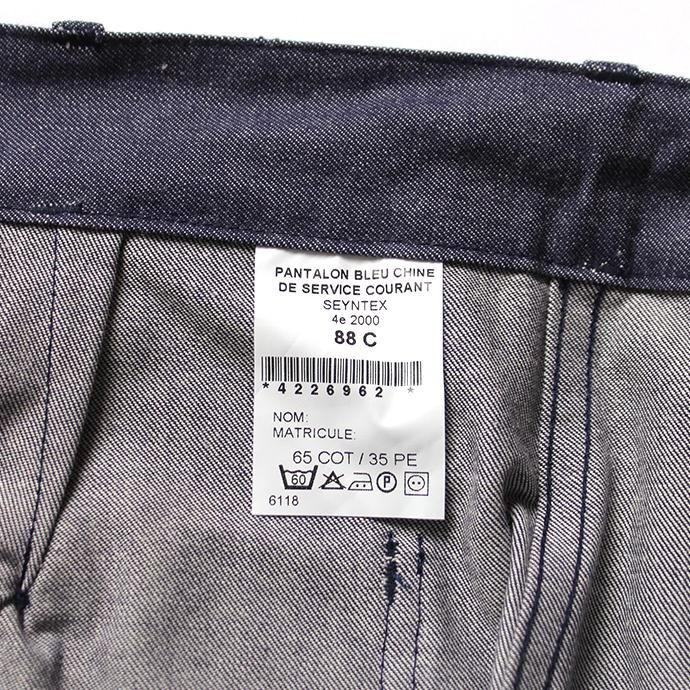 PANTALON BLEU CHINE
DE SERVICE COURANT
SEYNTEX
4e 2000
88 C
*4226962 *
NOM:
MATRICULE:
65 COT / 35 PE
60 P
6118